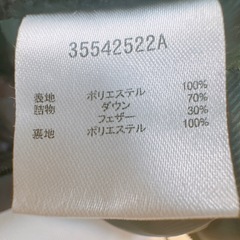 35542522A
表地 ポリエステル 100%
詰物 ダウン 70%
フェザー 30%
裏地 ポリエステル 100%